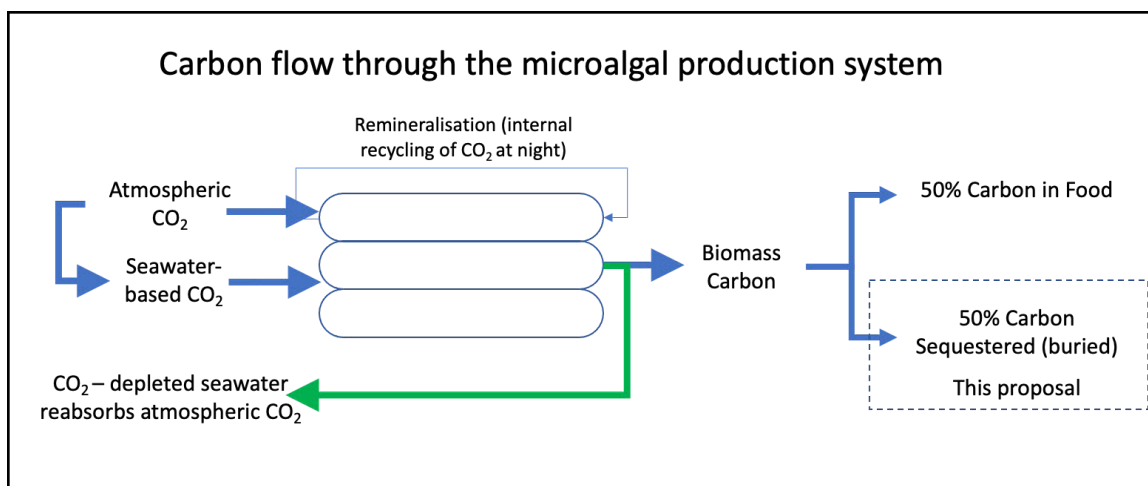 Carbon flow through the microalgal production system
Remineralisation (internal
recycling of CO₂ at night)
Atmospheric
CO₂
Seawater-
based CO₂
Biomass
Carbon
50% Carbon in Food
50% Carbon
Sequestered (buried)
This proposal
CO₂ – depleted seawater
reabsorbs atmospheric CO₂